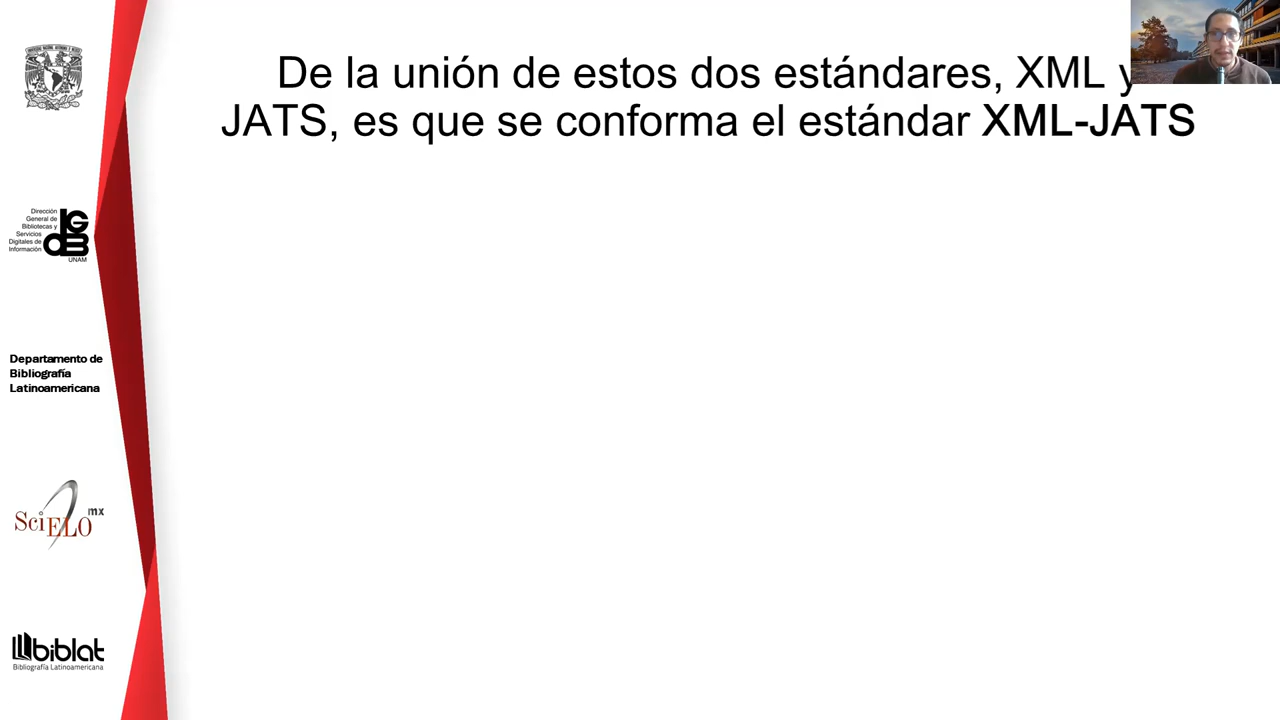 De la unión de estos dos estándares, XML y
JATS, es que se conforma el estándar XML-JATS
Dirección
General de
Bibliotecas y
Servicios
Digitales de
Información
DGB
UNAM
Departamento de
Bibliografía
Latinoamericana
SciELO mx
biblat
Bibliografía Latinoamericana